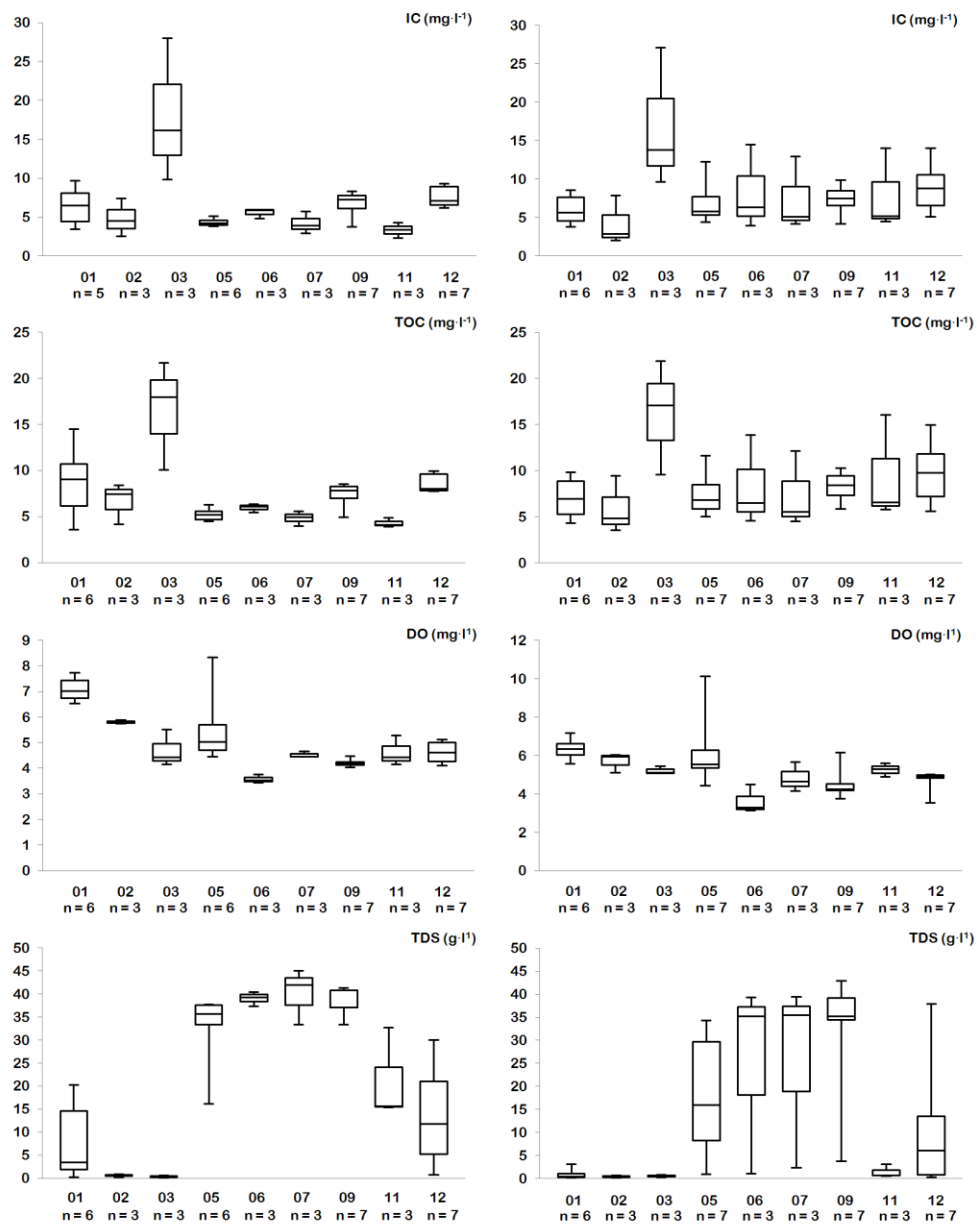 IC (mg·l⁻¹)
30
25
20
15
10
5
0
01 02 03 05 06 07 09 11 12
n = 5 n = 3 n = 3 n = 6 n = 3 n = 3 n = 7 n = 3 n = 7
IC (mg·l⁻¹)
30
25
20
15
10
5
0
01 02 03 05 06 07 09 11 12
n = 6 n = 3 n = 3 n = 7 n = 3 n = 3 n = 7 n = 3 n = 7
TOC (mg·l⁻¹)
25
20
15
10
5
0
01 02 03 05 06 07 09 11 12
n = 6 n = 3 n = 3 n = 6 n = 3 n = 3 n = 7 n = 3 n = 7
TOC (mg·l⁻¹)
25
20
15
10
5
0
01 02 03 05 06 07 09 11 12
n = 6 n = 3 n = 3 n = 7 n = 3 n = 3 n = 7 n = 3 n = 7
DO (mg·l¹)
9
8
7
6
5
4
3
2
1
0
01 02 03 05 06 07 09 11 12
n = 6 n = 3 n = 3 n = 6 n = 3 n = 3 n = 7 n = 3 n = 7
DO (mg·l¹)
12
10
8
6
4
2
0
01 02 03 05 06 07 09 11 12
n = 6 n = 3 n = 3 n = 7 n = 3 n = 3 n = 7 n = 3 n = 7
TDS (g·l¹)
50
45
40
35
30
25
20
15
10
5
0
01 02 03 05 06 07 09 11 12
n = 6 n = 3 n = 3 n = 6 n = 3 n = 3 n = 7 n = 3 n = 7
TDS (g·l¹)
50
45
40
35
30
25
20
15
10
5
0
01 02 03 05 06 07 09 11 12
n = 6 n = 3 n = 3 n = 7 n = 3 n = 3 n = 7 n = 3 n = 7